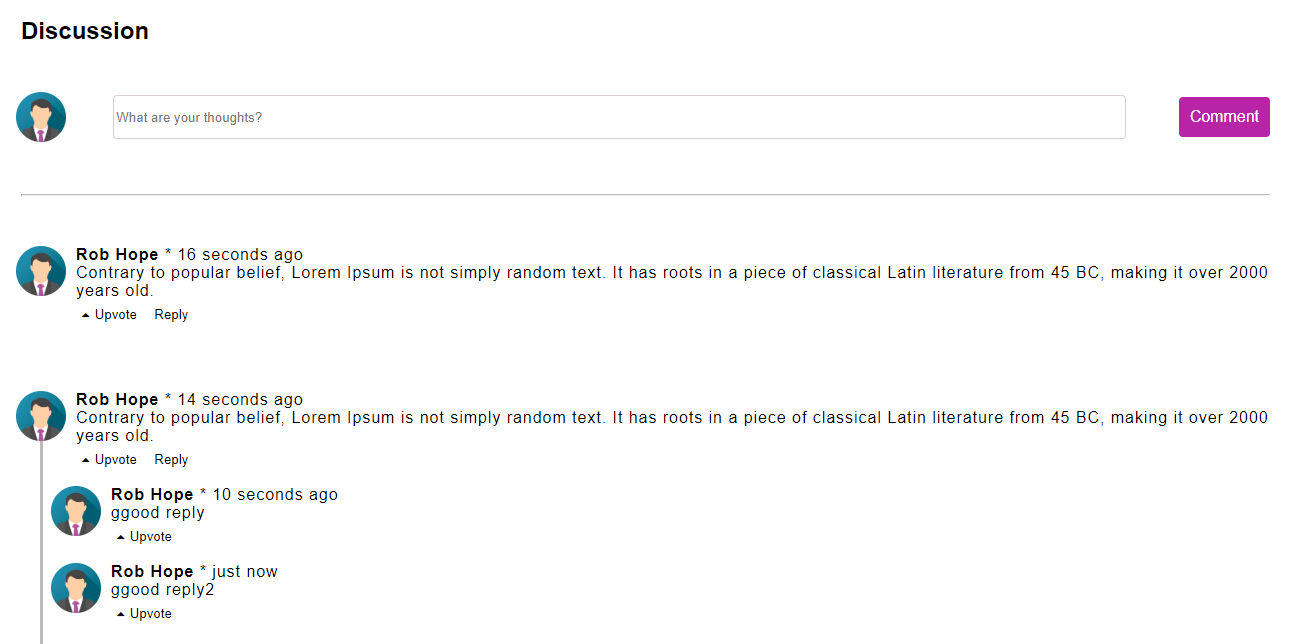 Discussion
What are your thoughts?
Comment
Rob Hope * 16 seconds ago
Contrary to popular belief, Lorem Ipsum is not simply random text. It has roots in a piece of classical Latin literature from 45 BC, making it over 2000
years old.
Upvote Reply
Rob Hope * 14 seconds ago
Contrary to popular belief, Lorem Ipsum is not simply random text. It has roots in a piece of classical Latin literature from 45 BC, making it over 2000
years old.
Upvote Reply
Rob Hope * 10 seconds ago
ggood reply
Upvote
Rob Hope * just now
ggood reply2
Upvote